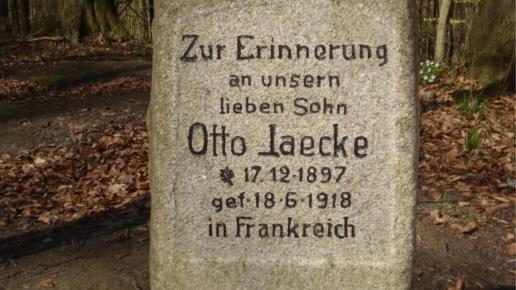 Zur Erinnerung
an unsern
lieben Sohn
Otto Jaecke
* 17·12·1897
gef·18·6·1918
in Frankreich